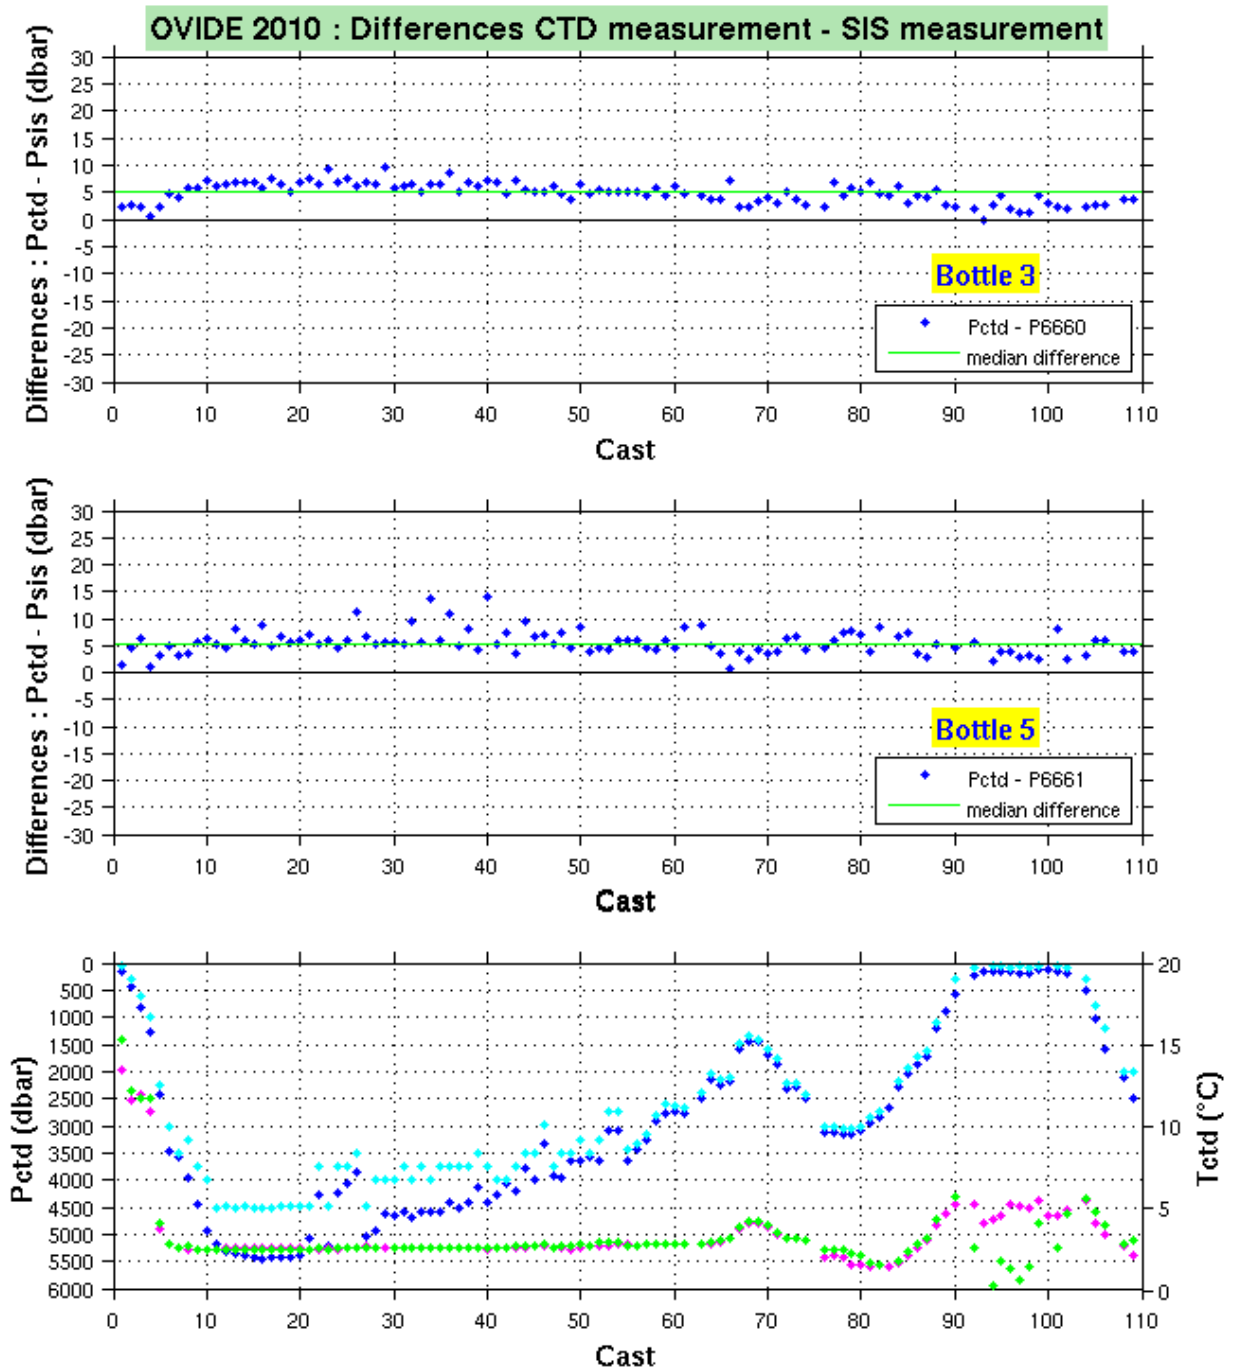 OVIDE 2010 : Differences CTD measurement - SIS measurement
Differences : Pctd - Psis (dbar)
30
25
20
15
10
5
0
-5
-10
-15
-20
-25
-30
Bottle 3
Pctd - P6660
median difference
0 10 20 30 40 50 60 70 80 90 100 110
Cast
Differences : Pctd - Psis (dbar)
30
25
20
15
10
5
0
-5
-10
-15
-20
-25
-30
Bottle 5
Pctd - P6661
median difference
0 10 20 30 40 50 60 70 80 90 100 110
Cast
Pctd (dbar)
0
500
1000
1500
2000
2500
3000
3500
4000
4500
5000
5500
6000
20
15
10
5
0
Tctd (°C)
0 10 20 30 40 50 60 70 80 90 100 110
Cast